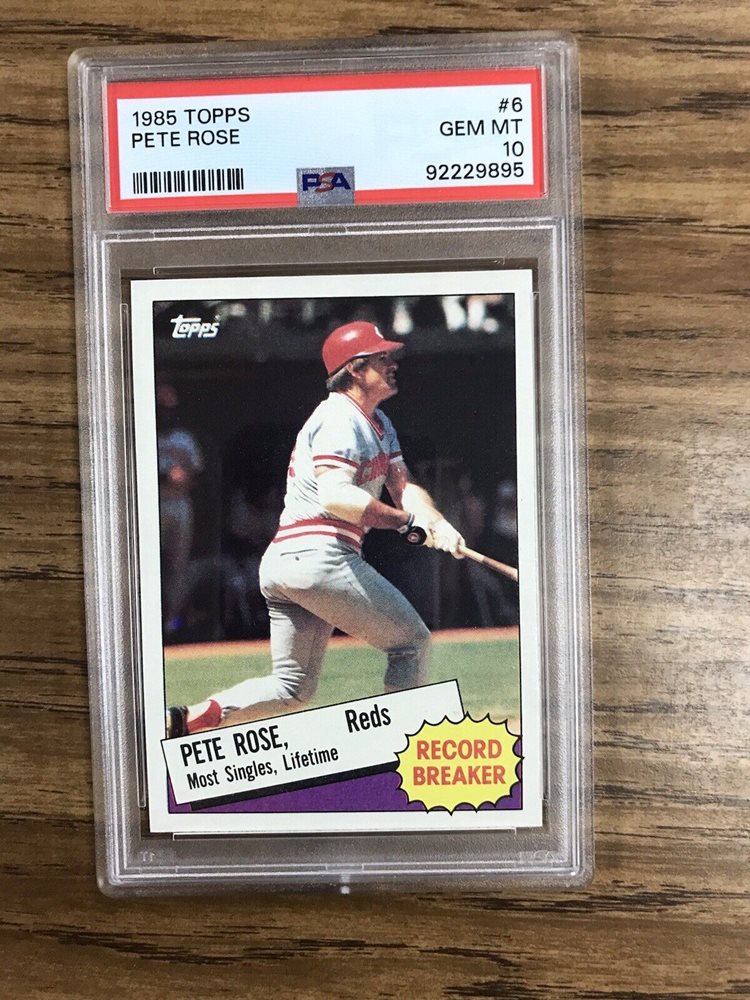 1985 TOPPS #6
PETE ROSE GEM MT
10
PSA 92229895
Topps
C
PETE ROSE, Reds
Most Singles, Lifetime
RECORD
BREAKER